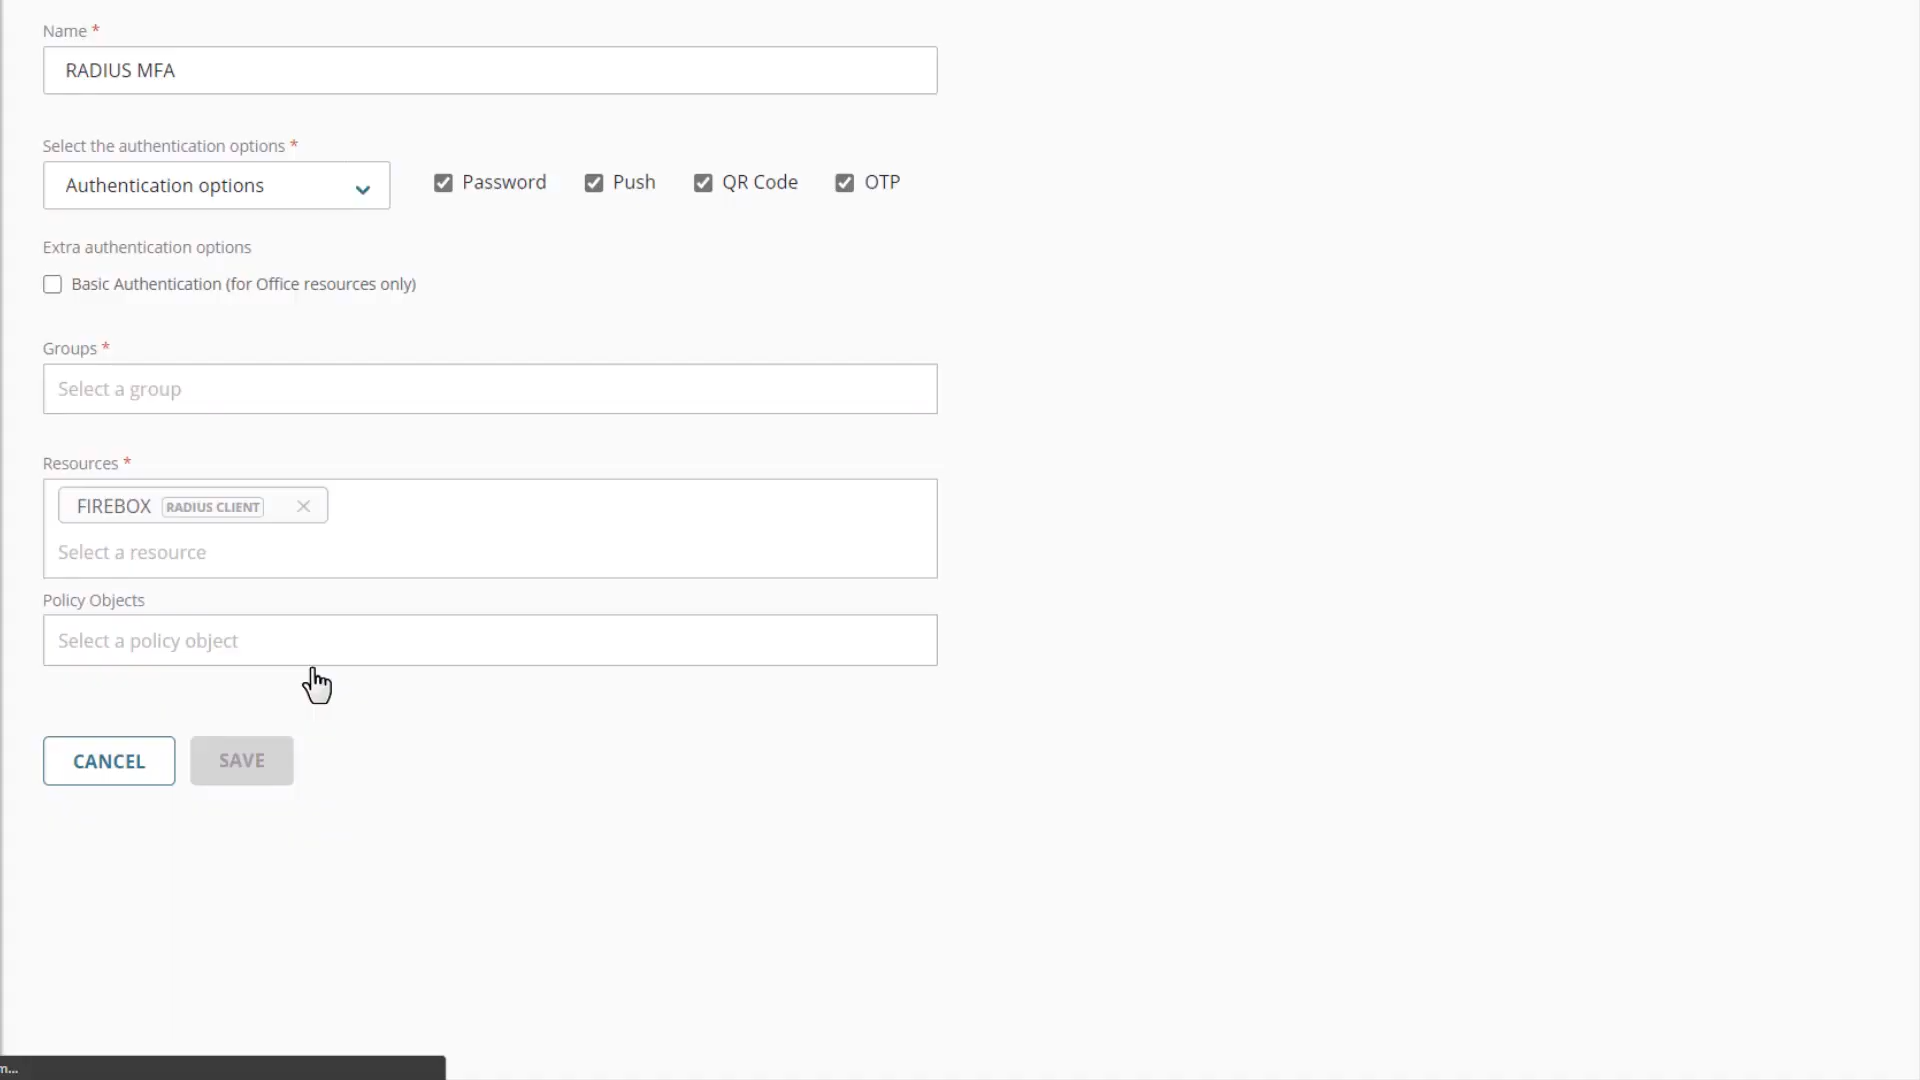 Name *
RADIUS MFA
Select the authentication options *
Authentication options
Password Push QR Code OTP
Extra authentication options
Basic Authentication (for Office resources only)
Groups *
Select a group
Resources *
FIREBOX RADIUS CLIENT
Select a resource
Policy Objects
Select a policy object
CANCEL SAVE
m...